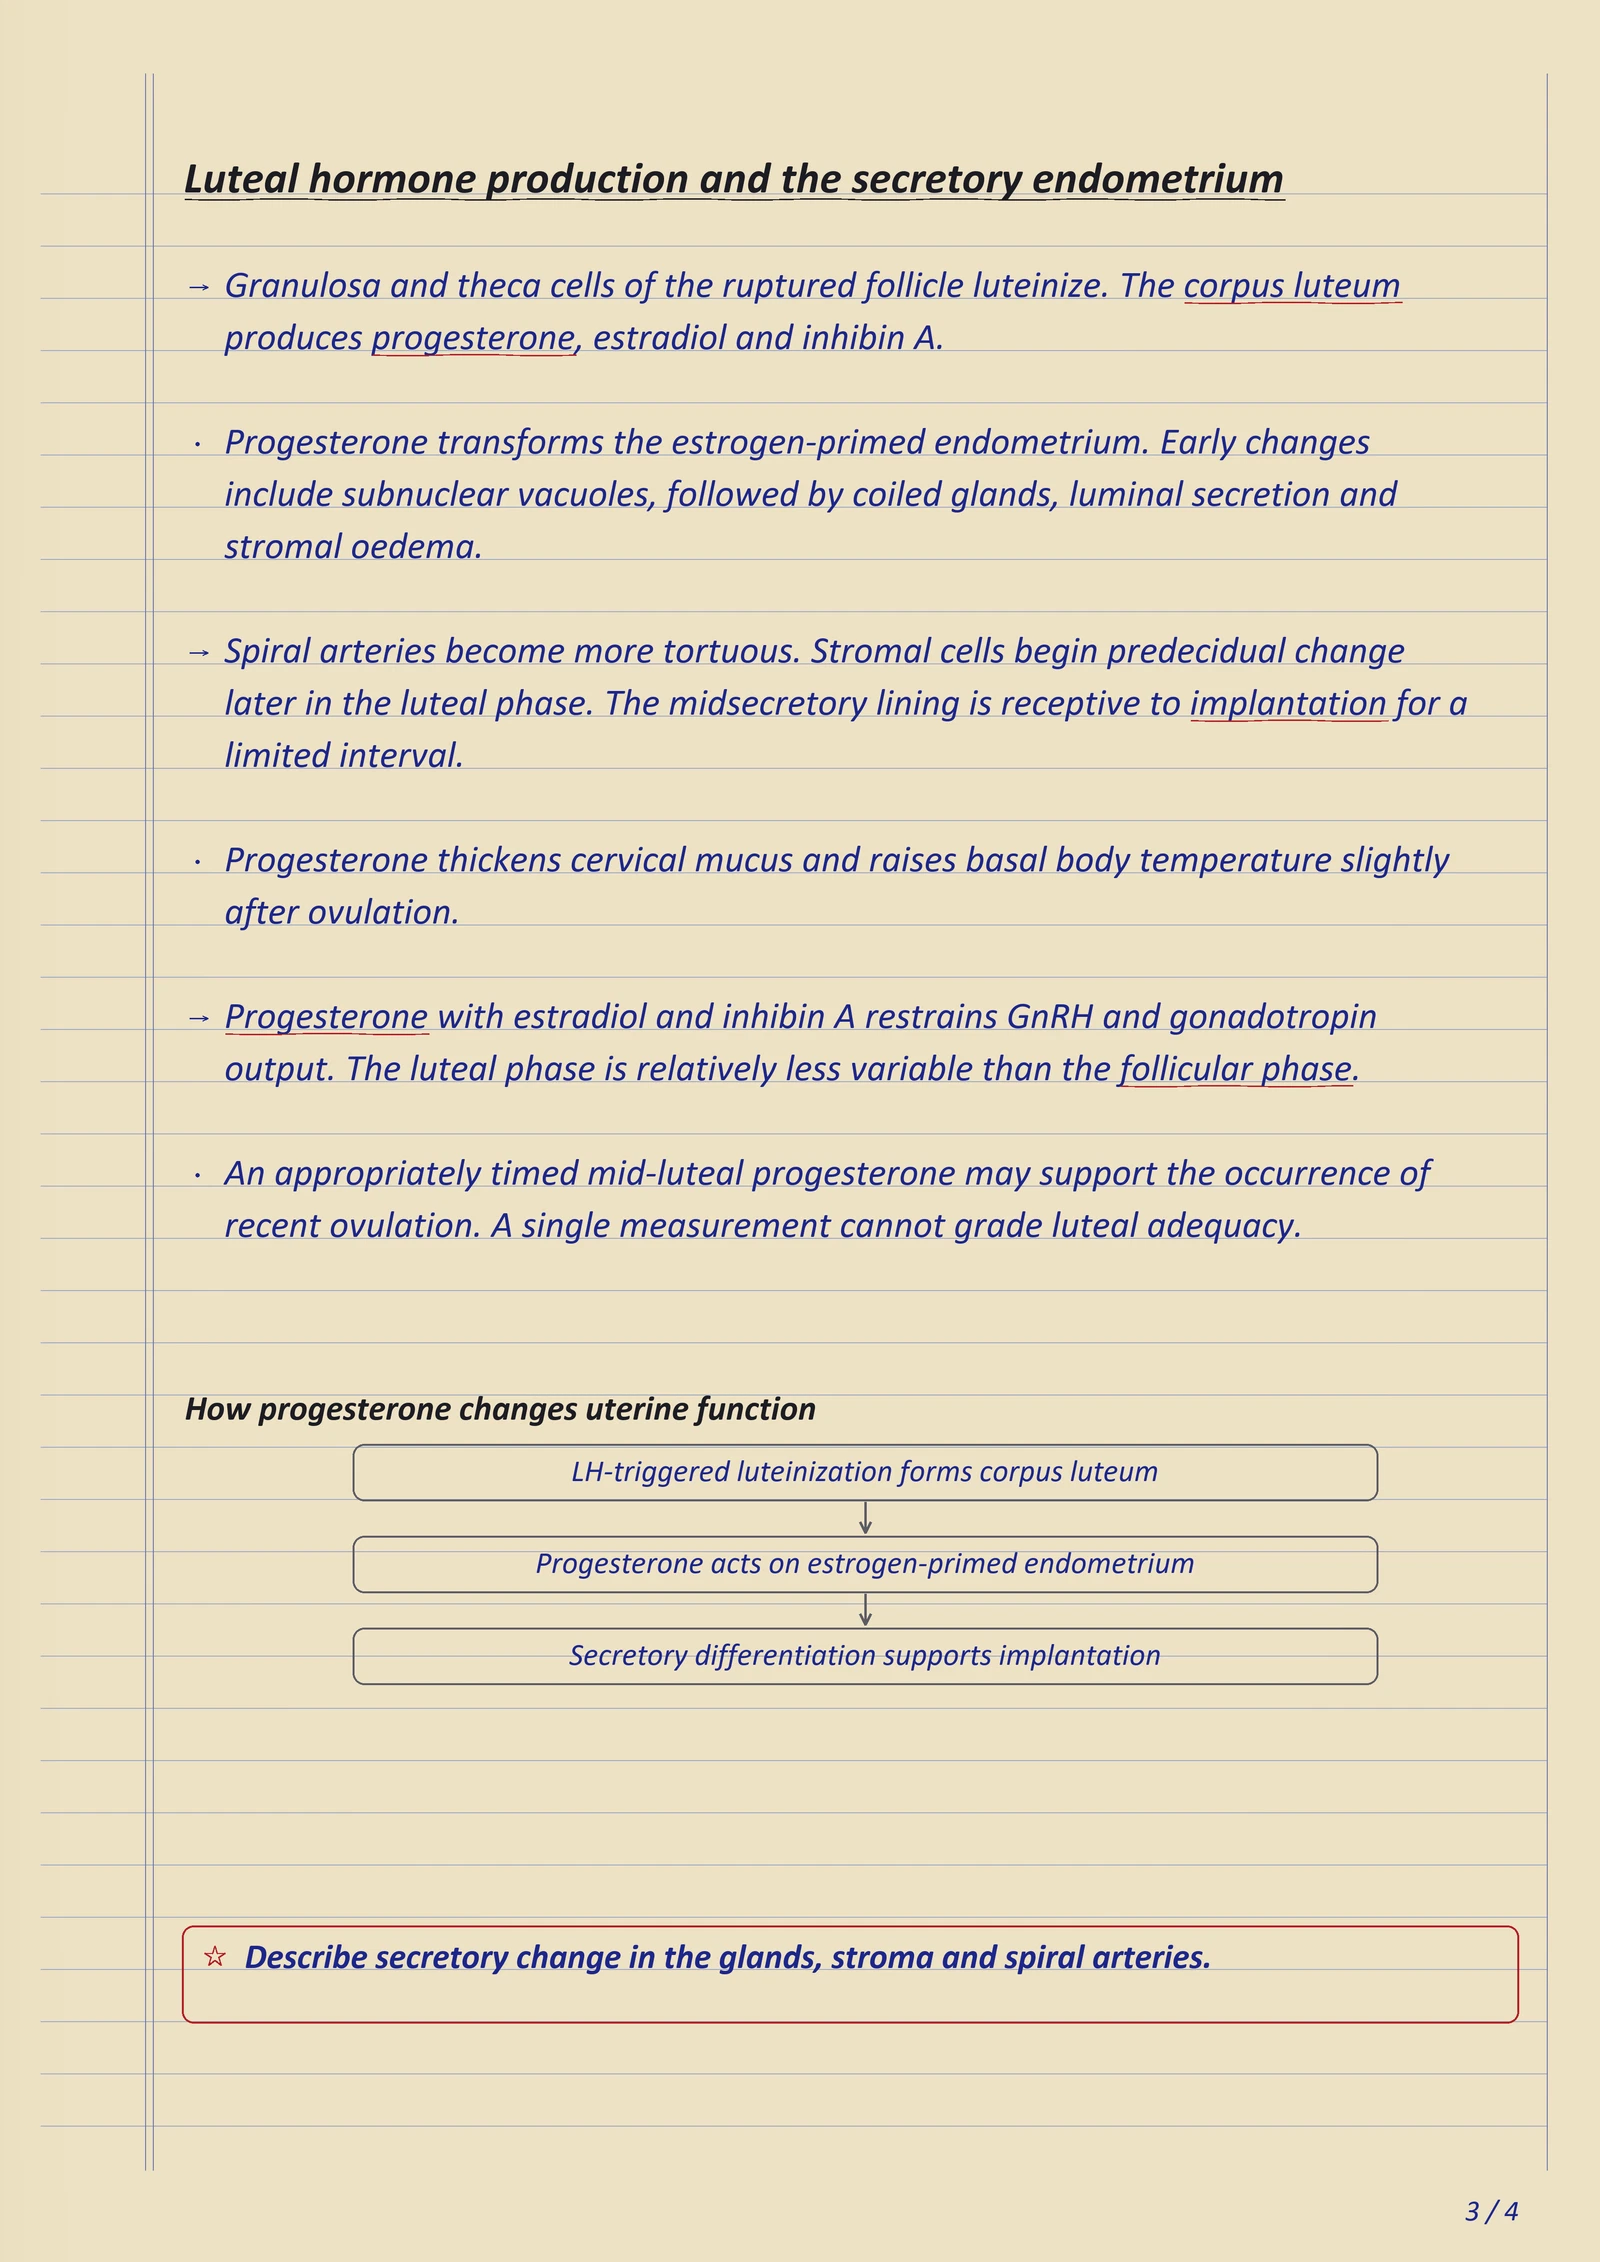 Luteal hormone production and the secretory endometrium
→ Granulosa and theca cells of the ruptured follicle luteinize. The corpus luteum
produces progesterone, estradiol and inhibin A.
· Progesterone transforms the estrogen-primed endometrium. Early changes
include subnuclear vacuoles, followed by coiled glands, luminal secretion and
stromal oedema.
→ Spiral arteries become more tortuous. Stromal cells begin predecidual change
later in the luteal phase. The midsecretory lining is receptive to implantation for a
limited interval.
· Progesterone thickens cervical mucus and raises basal body temperature slightly
after ovulation.
→ Progesterone with estradiol and inhibin A restrains GnRH and gonadotropin
output. The luteal phase is relatively less variable than the follicular phase.
· An appropriately timed mid-luteal progesterone may support the occurrence of
recent ovulation. A single measurement cannot grade luteal adequacy.
How progesterone changes uterine function
LH-triggered luteinization forms corpus luteum
Progesterone acts on estrogen-primed endometrium
Secretory differentiation supports implantation
☆ Describe secretory change in the glands, stroma and spiral arteries.
3 / 4